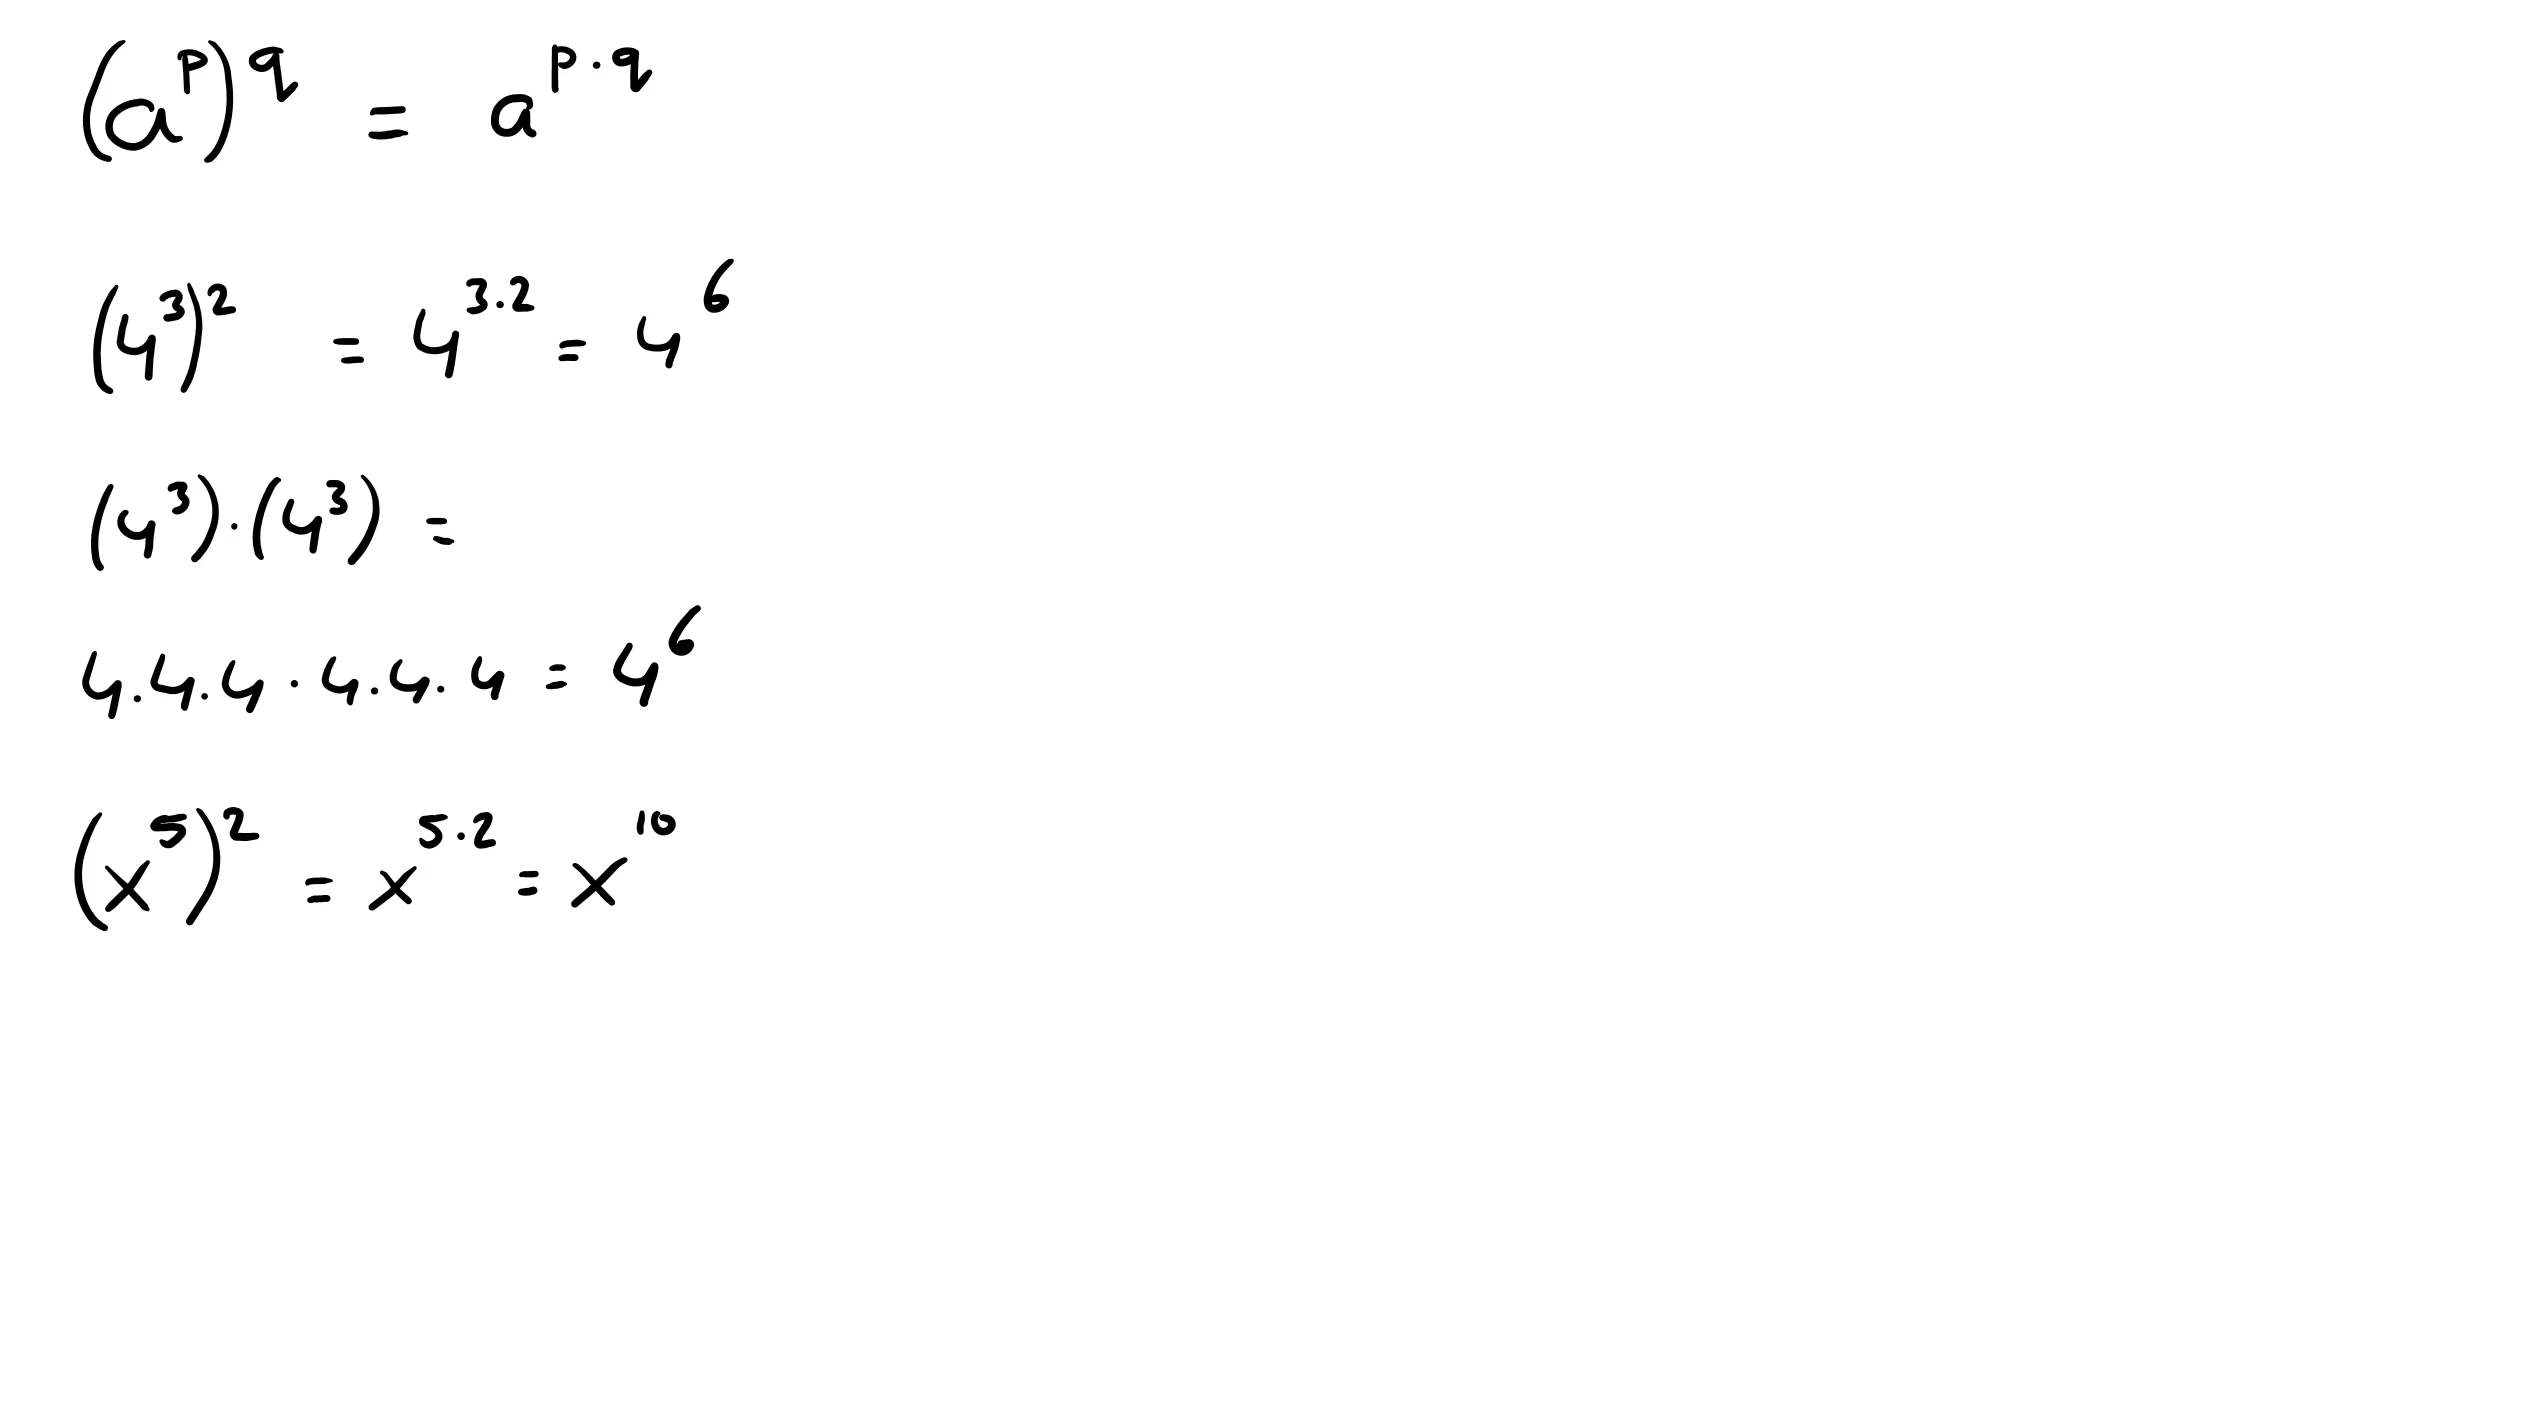 (a^p)^q = a^{p·q}
(4^3)^2 = 4^{3·2} = 4^6
(4^3)·(4^3) =
4·4·4·4·4·4 = 4^6
(x^5)^2 = x^{5·2} = x^{10}